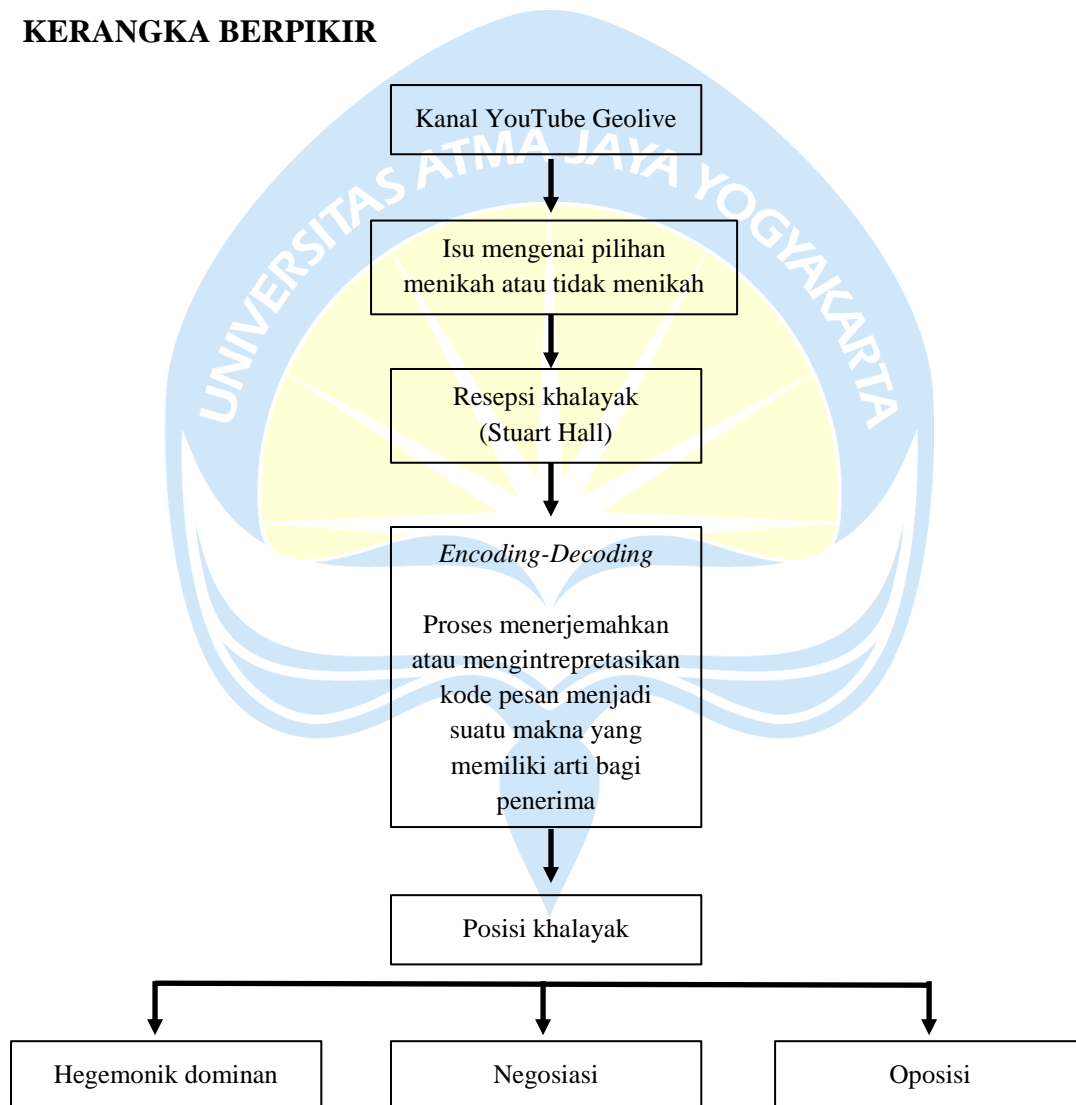 KERANGKA BERPIKIR
Kanal YouTube Geolive
UNIVERSITAS ATMA JAYA YOGYAKARTA
Isu mengenai pilihan
menikah atau tidak menikah
Resepsi khalayak
(Stuart Hall)
Encoding-Decoding
Proses menerjemahkan
atau mengintrepretasikan
kode pesan menjadi
suatu makna yang
memiliki arti bagi
penerima
Posisi khalayak
Hegemonik dominan
Negosiasi
Oposisi